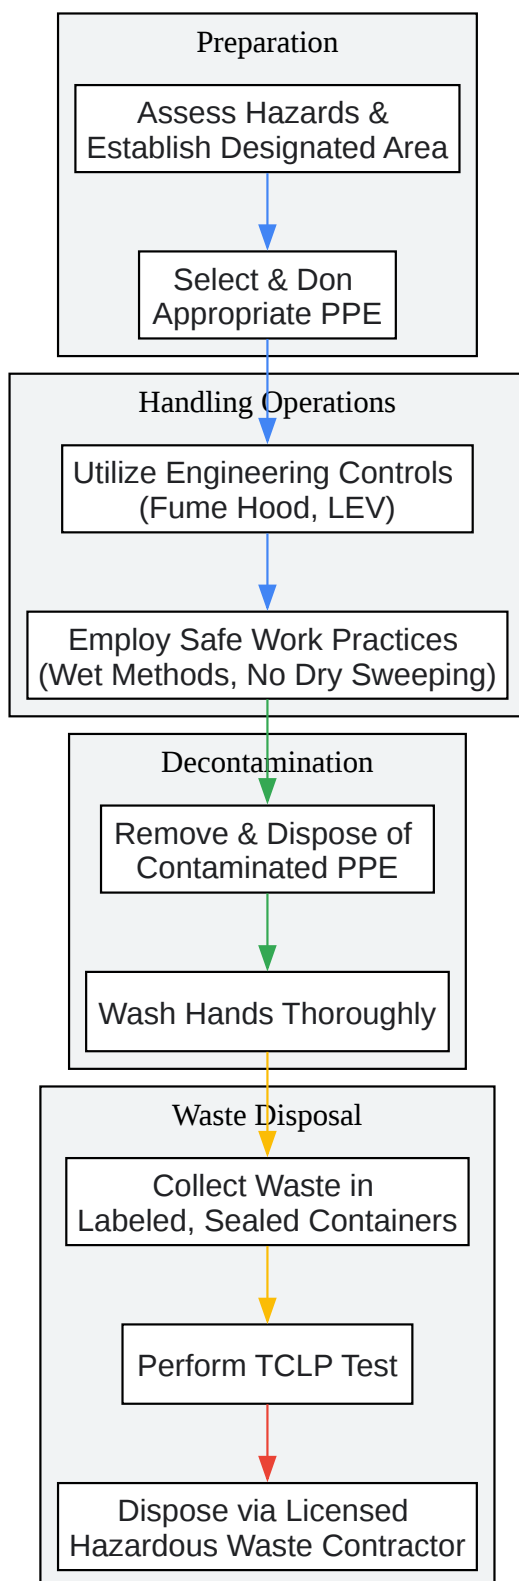 Preparation
Assess Hazards &
Establish Designated Area
Select & Don
Appropriate PPE
Handling Operations
Utilize Engineering Controls
(Fume Hood, LEV)
Employ Safe Work Practices
(Wet Methods, No Dry Sweeping)
Decontamination
Remove & Dispose of
Contaminated PPE
Wash Hands Thoroughly
Waste Disposal
Collect Waste in
Labeled, Sealed Containers
Perform TCLP Test
Dispose via Licensed
Hazardous Waste Contractor